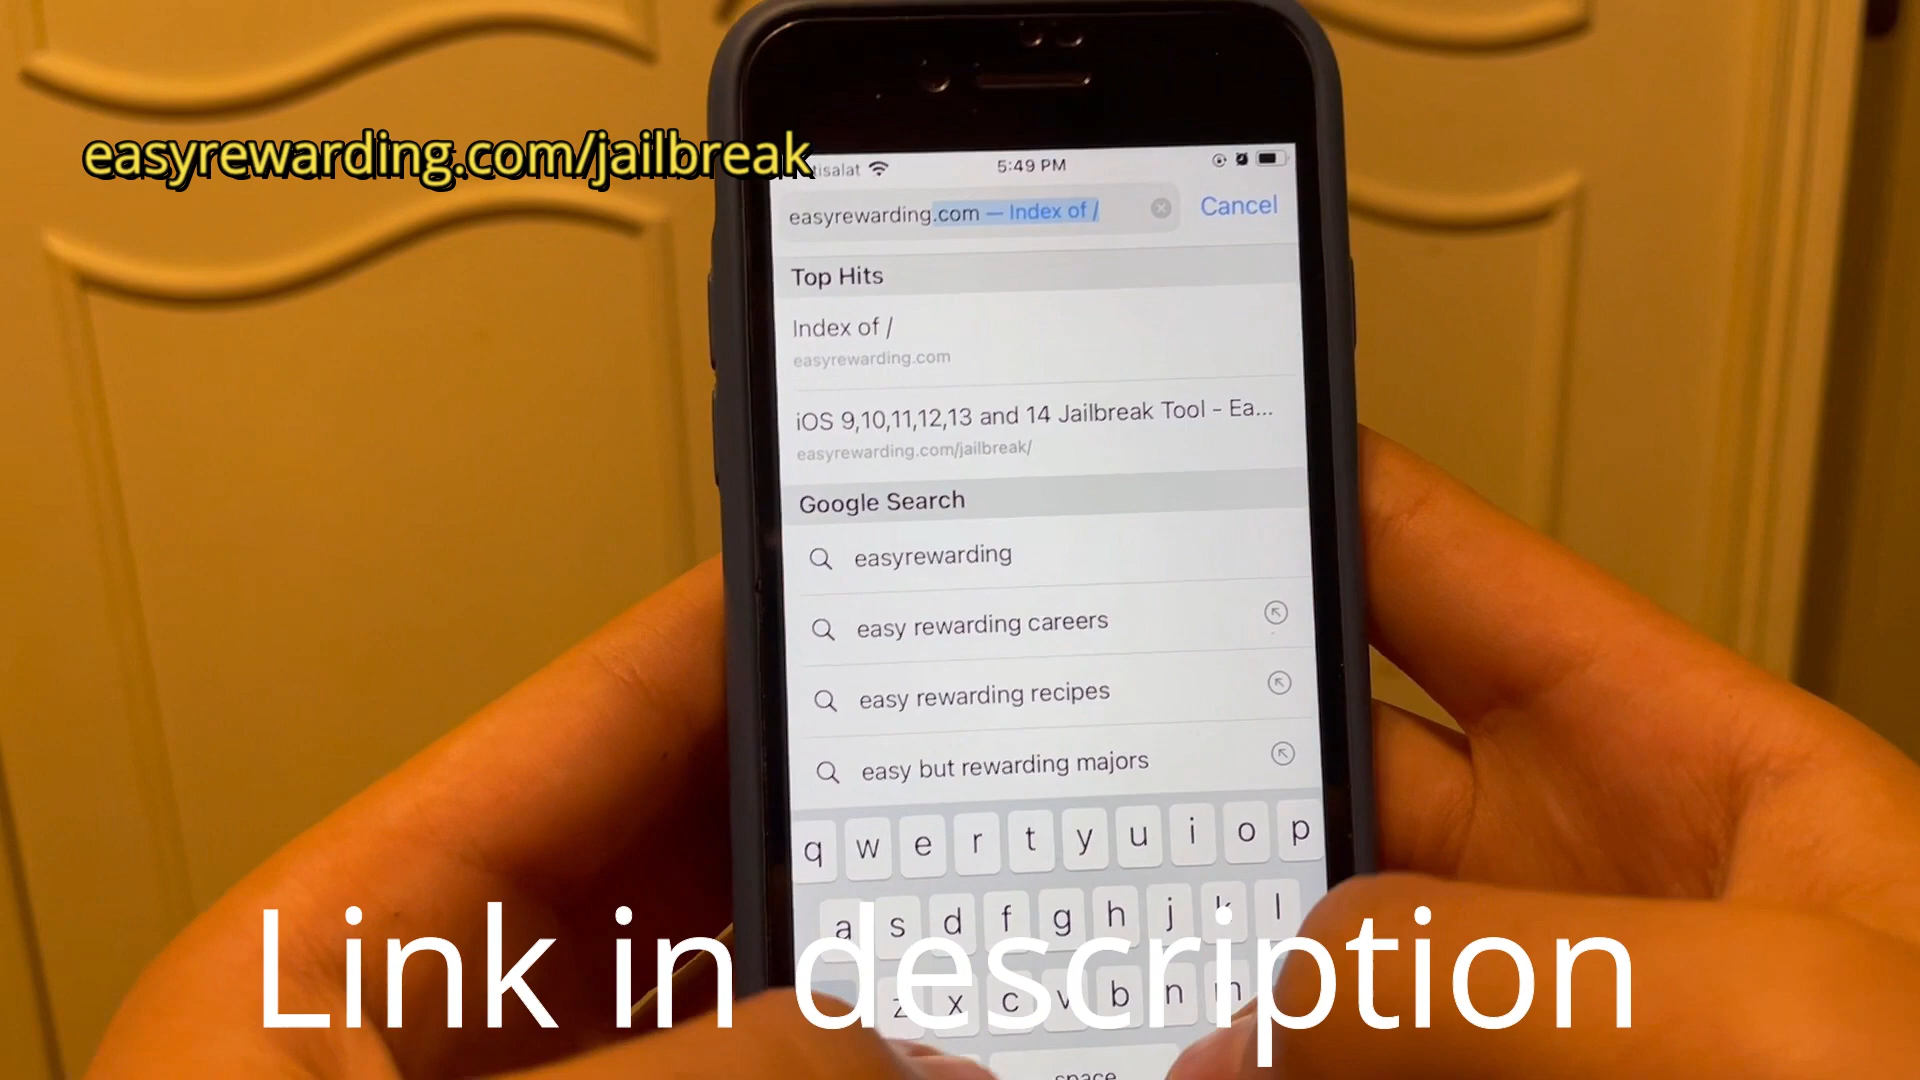 easyrewarding.com/jailbreak
tisalat
5:49 PM
easyrewarding.com — Index of /
Cancel
Top Hits
Index of /
easyrewarding.com
iOS 9,10,11,12,13 and 14 Jailbreak Tool - Ea...
easyrewarding.com/jailbreak/
Google Search
easyrewarding
easy rewarding careers
easy rewarding recipes
easy but rewarding majors
q w e r t y u i o p
a s d f g h j k l
z x c v b n m
Link in description
space